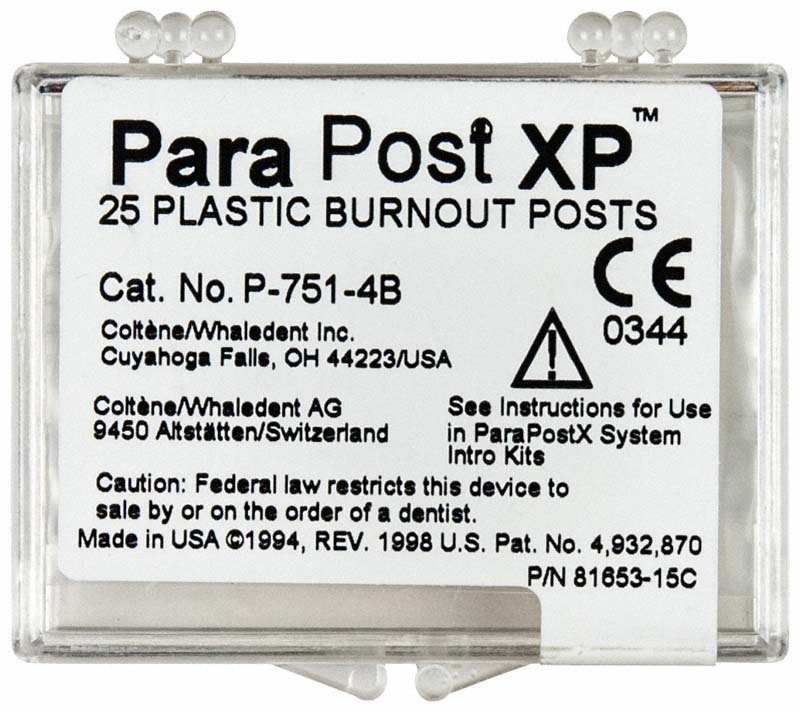 Para Post XP™
25 PLASTIC BURNOUT POSTS
Cat. No. P-751-4B
CE
0344
Coltène/Whaledent Inc.
Cuyahoga Falls, OH 44223/USA
Coltène/Whaledent AG
9450 Altstätten/Switzerland
See Instructions for Use
in ParaPostX System
Intro Kits
Caution: Federal law restricts this device to
sale by or on the order of a dentist.
Made in USA ©1994, REV. 1998 U.S. Pat. No. 4,932,870
P/N 81653-15C